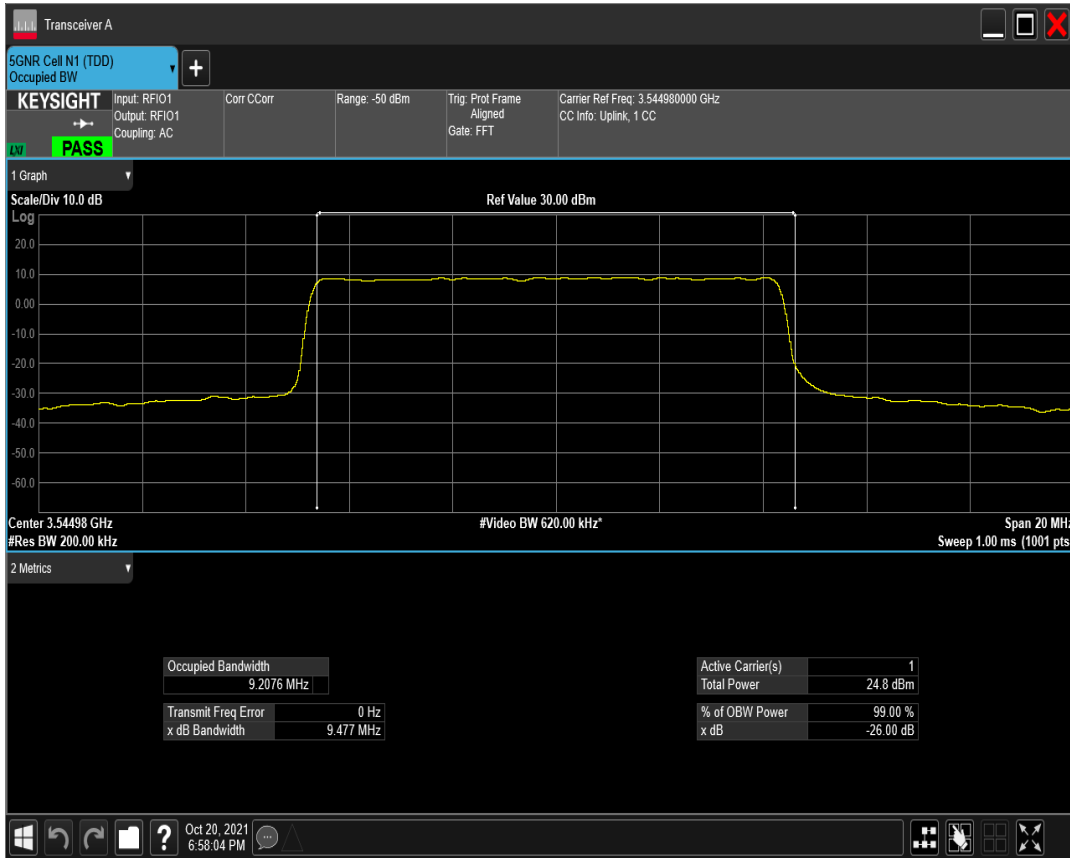 Transceiver A
5GNR Cell N1 (TDD)
Occupied BW
+
KEYSIGHT
LXI
PASS
Input: RFIO1
Output: RFIO1
Coupling: AC
Corr CCorr
Range: -50 dBm
Trig: Prot Frame
Aligned
Gate: FFT
Carrier Ref Freq: 3.544980000 GHz
CC Info: Uplink, 1 CC
1 Graph
Scale/Div 10.0 dB
Ref Value 30.00 dBm
Log
20.0
10.0
0.00
-10.0
-20.0
-30.0
-40.0
-50.0
-60.0
Center 3.54498 GHz
#Video BW 620.00 kHz*
Span 20 MHz
#Res BW 200.00 kHz
Sweep 1.00 ms (1001 pts
2 Metrics
Occupied Bandwidth
9.2076 MHz
Transmit Freq Error 0 Hz
x dB Bandwidth 9.477 MHz
Active Carrier(s) 1
Total Power 24.8 dBm
% of OBW Power 99.00 %
x dB -26.00 dB
?
Oct 20, 2021
6:58:04 PM